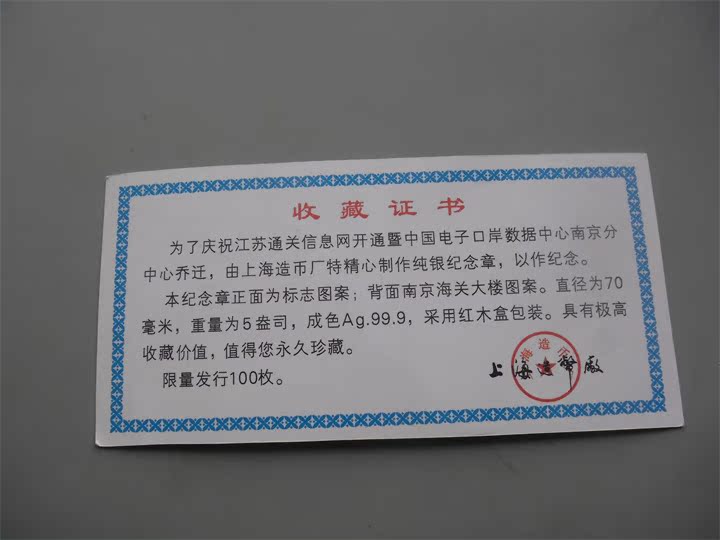 收藏证书
为了庆祝江苏通关信息网开通暨中国电子口岸数据中心南京分
中心乔迁，由上海造币厂特精心制作纯银纪念章，以作纪念。
本纪念章正面为标志图案；背面南京海关大楼图案。直径为70
毫米，重量为5盎司，成色Ag.99.9，采用红木盒包装。具有极高
收藏价值，值得您永久珍藏。
限量发行100枚。
上海造幣廠
海造币